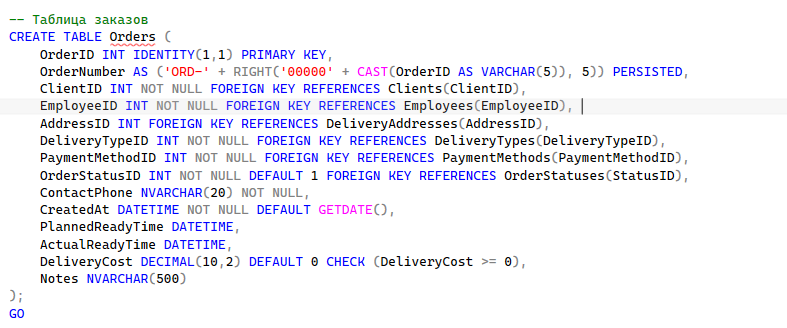 -- Таблица заказов
CREATE TABLE Orders (
    OrderID INT IDENTITY(1,1) PRIMARY KEY,
    OrderNumber AS ('ORD-' + RIGHT('00000' + CAST(OrderID AS VARCHAR(5)), 5)) PERSISTED,
    ClientID INT NOT NULL FOREIGN KEY REFERENCES Clients(ClientID),
    EmployeeID INT NOT NULL FOREIGN KEY REFERENCES Employees(EmployeeID),
    AddressID INT FOREIGN KEY REFERENCES DeliveryAddresses(AddressID),
    DeliveryTypeID INT NOT NULL FOREIGN KEY REFERENCES DeliveryTypes(DeliveryTypeID),
    PaymentMethodID INT NOT NULL FOREIGN KEY REFERENCES PaymentMethods(PaymentMethodID),
    OrderStatusID INT NOT NULL DEFAULT 1 FOREIGN KEY REFERENCES OrderStatuses(StatusID),
    ContactPhone NVARCHAR(20) NOT NULL,
    CreatedAt DATETIME NOT NULL DEFAULT GETDATE(),
    PlannedReadyTime DATETIME,
    ActualReadyTime DATETIME,
    DeliveryCost DECIMAL(10,2) DEFAULT 0 CHECK (DeliveryCost >= 0),
    Notes NVARCHAR(500)
);
GO